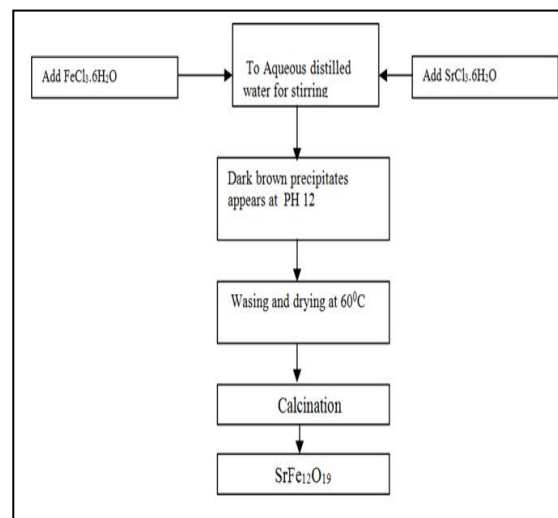 Add FeCl₃.6H₂O
To Aqueous distilled
water for stirring
Add SrCl₃.6H₂O
Dark brown precipitates
appears at PH 12
Wasing and drying at 60⁰C
Calcination
SrFe₁₂O₁₉